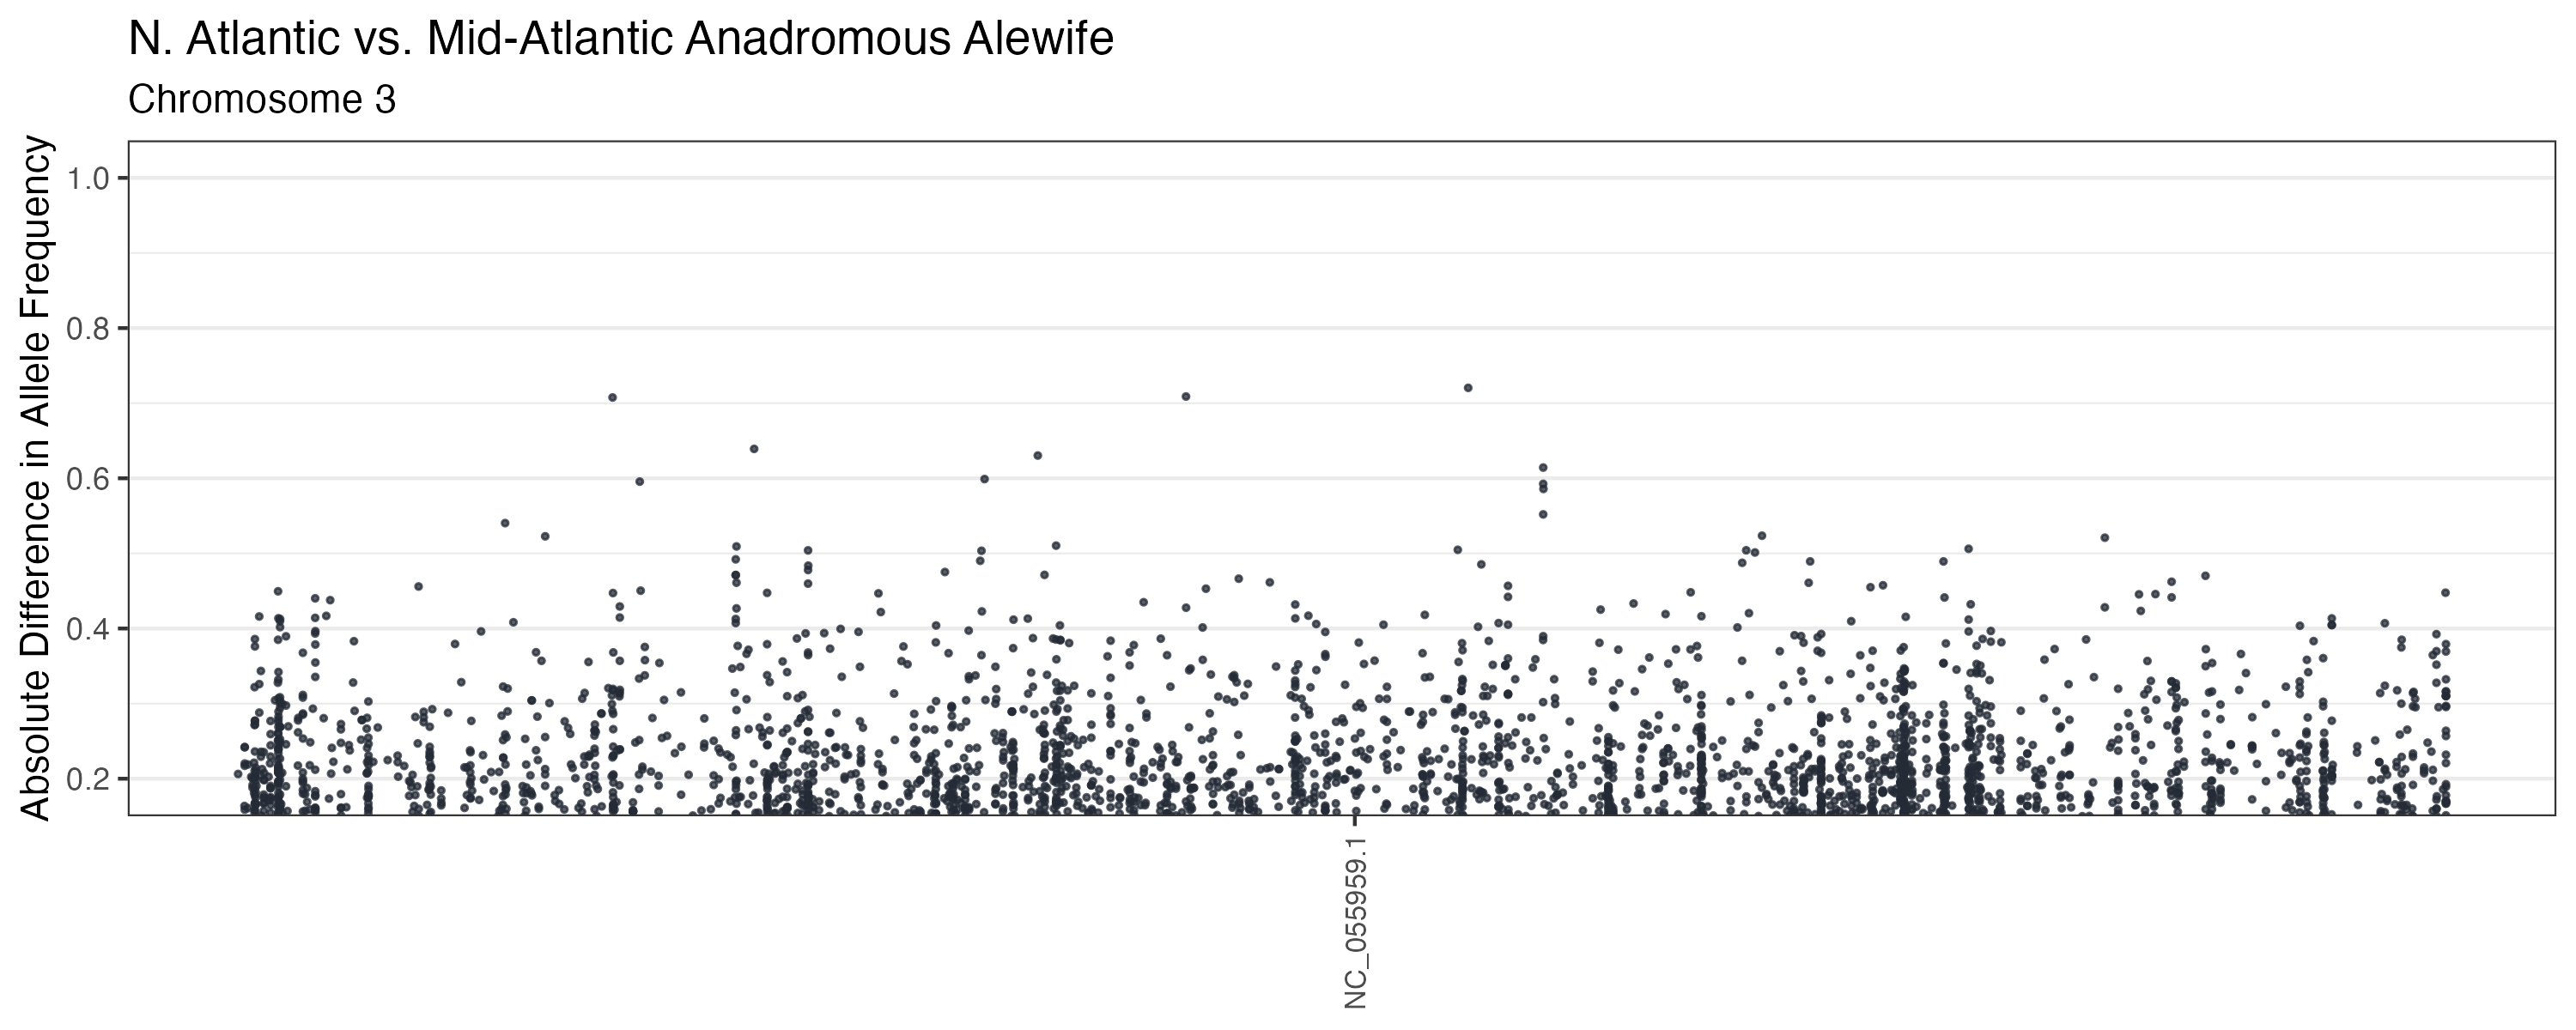 N. Atlantic vs. Mid-Atlantic Anadromous Alewife
Chromosome 3
Absolute Difference in Allele Frequency
1.0
0.8
0.6
0.4
0.2
NC_055959.1